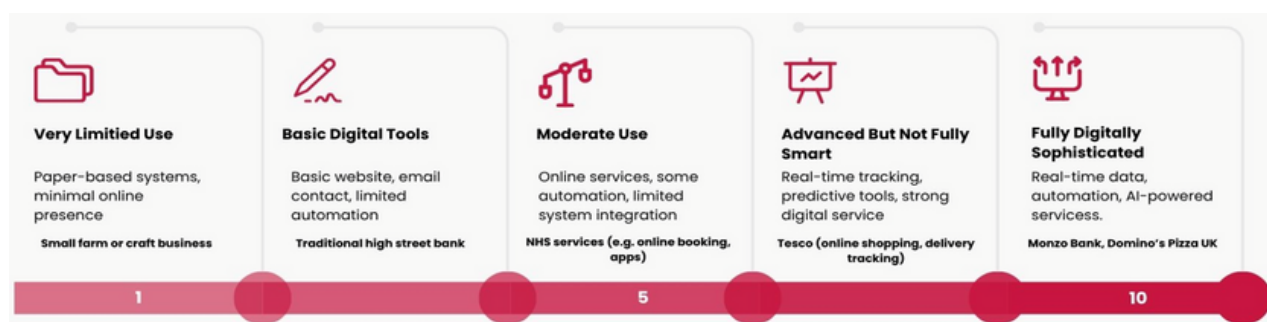 Very Limitied Use
Paper-based systems,
minimal online
presence
Small farm or craft business
Basic Digital Tools
Basic website, email
contact, limited
automation
Traditional high street bank
Moderate Use
Online services, some
automation, limited
system integration
NHS services (e.g. online booking,
apps)
Advanced But Not Fully
Smart
Real-time tracking,
predictive tools, strong
digital service
Tesco (online shopping, delivery
tracking)
Fully Digitally
Sophisticated
Real-time data,
automation, AI-powered
servicess.
Monzo Bank, Domino's Pizza UK
1
5
10